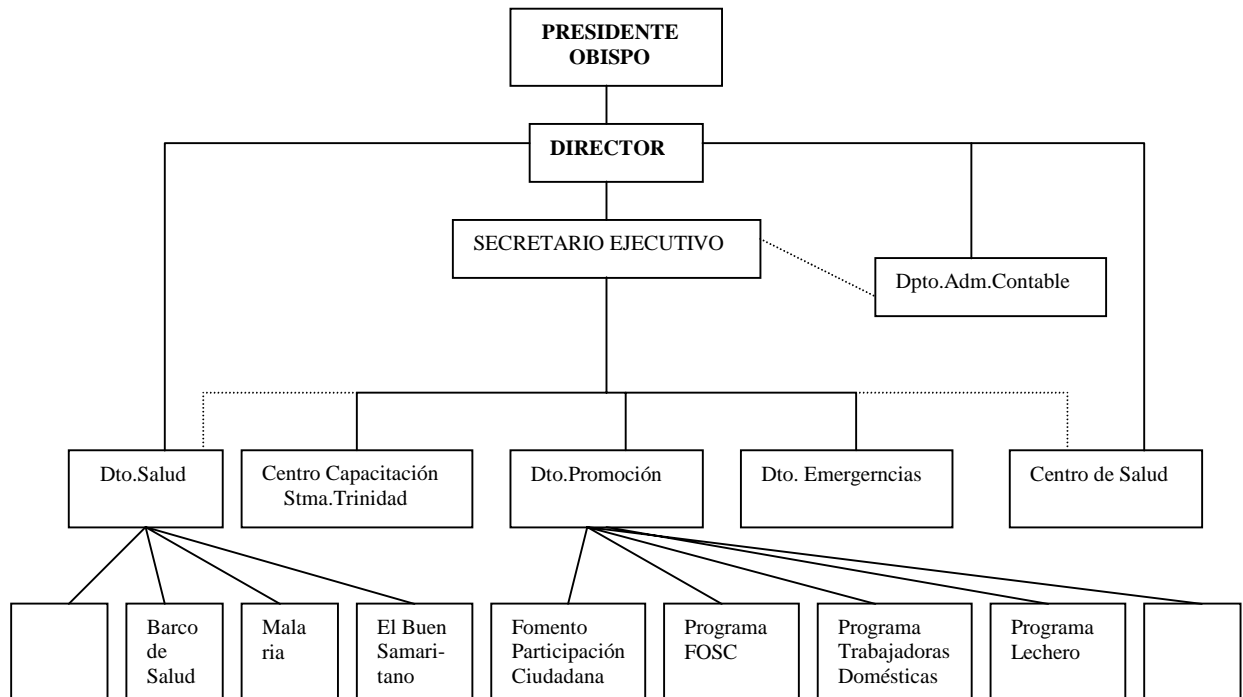 PRESIDENTE
OBISPO
DIRECTOR
SECRETARIO EJECUTIVO
Dpto.Adm.Contable
Dto.Salud
Centro Capacitación
Stma.Trinidad
Dto.Promoción
Dto. Emergerncias
Centro de Salud
Barco
de
Salud
Mala
ria
El Buen
Samari-
tano
Fomento
Participación
Ciudadana
Programa
FOSC
Programa
Trabajadoras
Domésticas
Programa
Lechero